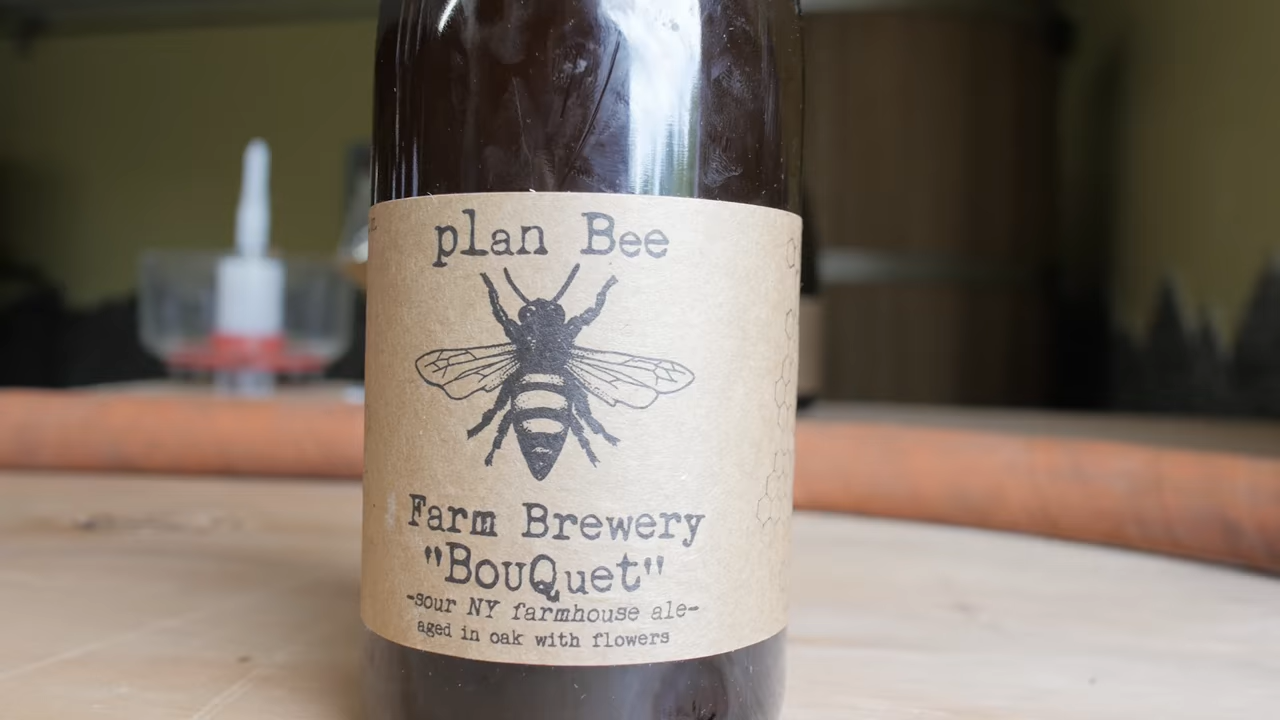 plan Bee
Farm Brewery
"BouQuet"
-sour NY farmhouse ale-
aged in oak with flowers